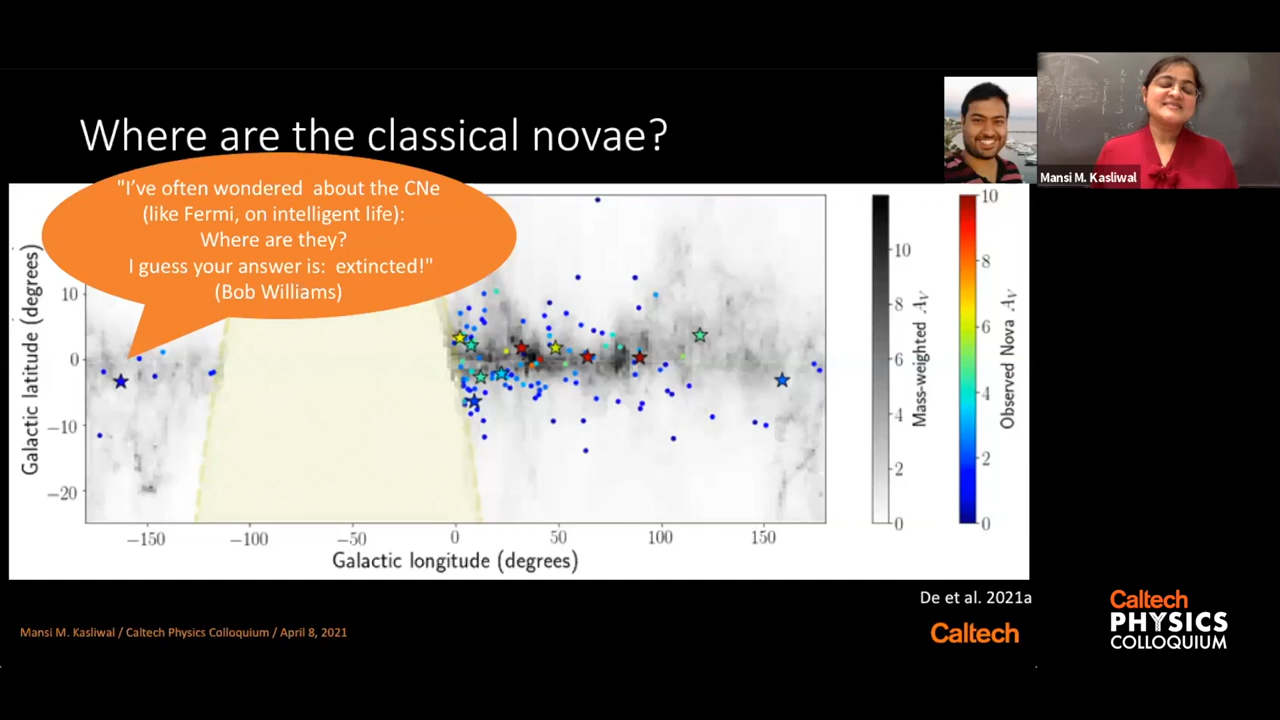 Where are the classical novae?
"I've often wondered about the CNe
(like Fermi, on intelligent life):
Where are they?
I guess your answer is: extincted!"
(Bob Williams)
Mansi M. Kasliwal
Galactic latitude (degrees)
10
0
−10
−20
−150
−100
−50
0
50
100
150
Galactic longitude (degrees)
10
8
6
4
2
0
Mass-weighted AV
10
8
6
4
2
0
Observed Nova AV
De et al. 2021a
Mansi M. Kasliwal / Caltech Physics Colloquium / April 8, 2021
Caltech
Caltech
PHYSICS
COLLOQUIUM